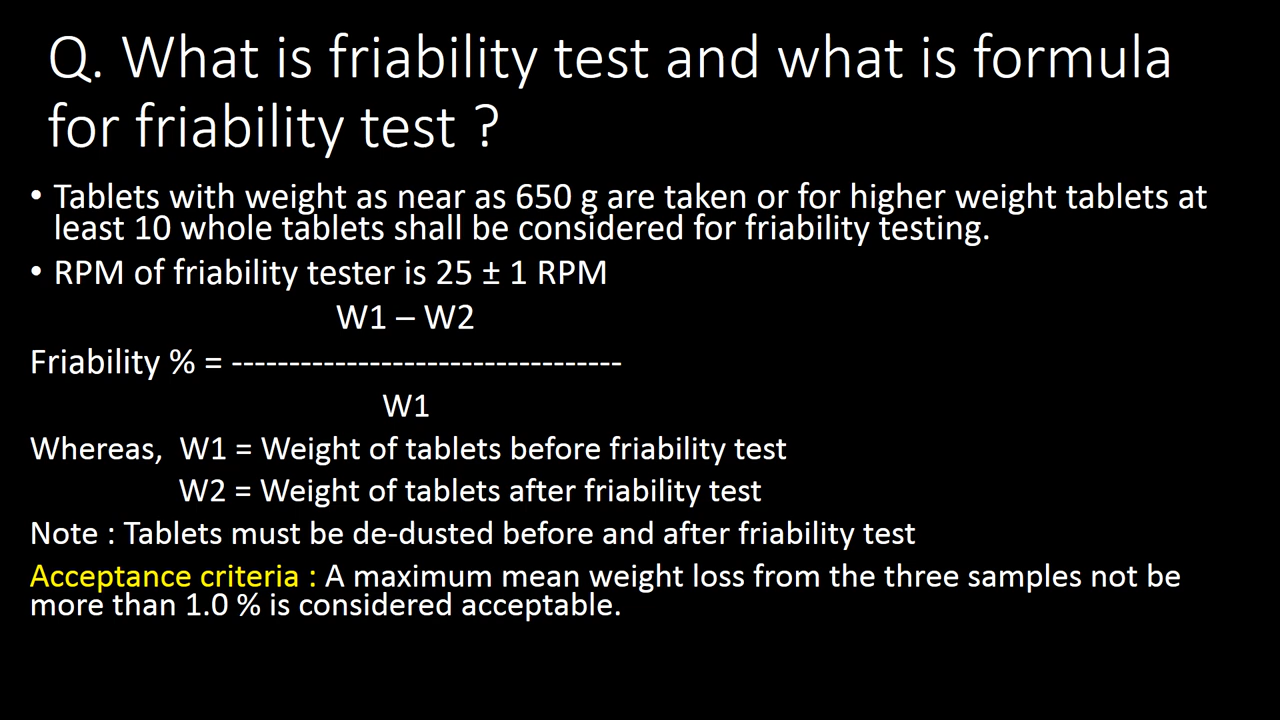 Q. What is friability test and what is formula
for friability test ?
• Tablets with weight as near as 650 g are taken or for higher weight tablets at
least 10 whole tablets shall be considered for friability testing.
• RPM of friability tester is 25 ± 1 RPM
W1 – W2
Friability % = ----------------------------------
W1
Whereas, W1 = Weight of tablets before friability test
W2 = Weight of tablets after friability test
Note : Tablets must be de-dusted before and after friability test
Acceptance criteria : A maximum mean weight loss from the three samples not be
more than 1.0 % is considered acceptable.